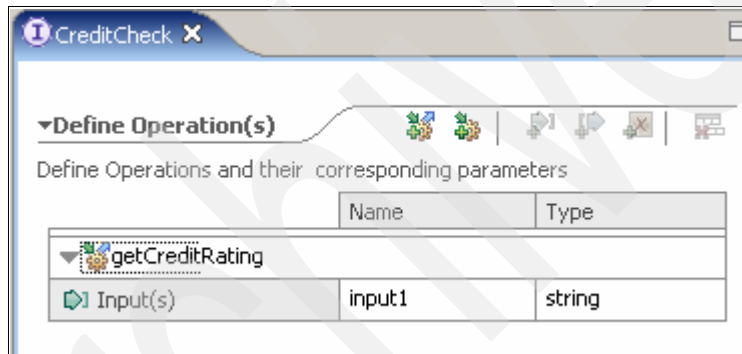 CreditCheck
Define Operation(s)
Define Operations and their corresponding parameters
Name Type
getCreditRating
Input(s) input1 string